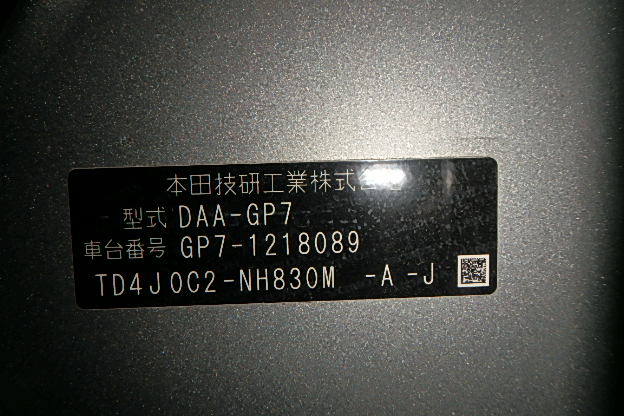 本田技研工業株式会社
型式 DAA-GP7
車台番号 GP7-1218089
TD4J0C2-NH830M -A -J